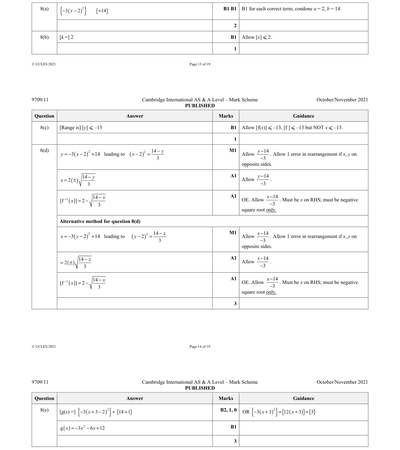 8(a) {−3(x − 2)²} {+14} B1 B1 B1 for each correct term; condone a = 2, b = 14.
2
8(b) [k =] 2 B1 Allow [x] ⩽ 2.
1
© UCLES 2021 Page 13 of 19
9709/11 Cambridge International AS & A Level – Mark Scheme October/November 2021
PUBLISHED
Question Answer Marks Guidance
8(c) [Range is] [y] ⩽ −13 B1 Allow [f(x)] ⩽ −13, [f] ⩽ −13 but NOT x ⩽ −13.
1
8(d) y = −3(x − 2)² + 14 leading to (x − 2)² = (14 − y)/3 M1 Allow (y − 14)/−3. Allow 1 error in rearrangement if x, y on
opposite sides.
x = 2(±)√((14 − y)/3) A1 Allow (y − 14)/−3.
[f⁻¹(x)] = 2 − √((14 − x)/3) A1 OE. Allow (x − 14)/−3. Must be x on RHS; must be negative
square root only.
Alternative method for question 8(d)
x = −3(y − 2)² + 14 leading to (y − 2)² = (14 − x)/3 M1 Allow (x − 14)/−3. Allow 1 error in rearrangement if x, y on
opposite sides.
= 2(±)√((14 − x)/3) A1 Allow (x − 14)/−3.
[f⁻¹(x)] = 2 − √((14 − x)/3) A1 OE. Allow (x − 14)/−3. Must be x on RHS; must be negative
square root only.
3
© UCLES 2021 Page 14 of 19
9709/11 Cambridge International AS & A Level – Mark Scheme October/November 2021
PUBLISHED
Question Answer Marks Guidance
8(e) [g(x) =] {−3(x + 3 − 2)²} + {14 + 1} B2, 1, 0 OR {−3(x + 3)²} + {12(x + 3)} + {3}
g(x) = −3x² − 6x + 12 B1
3